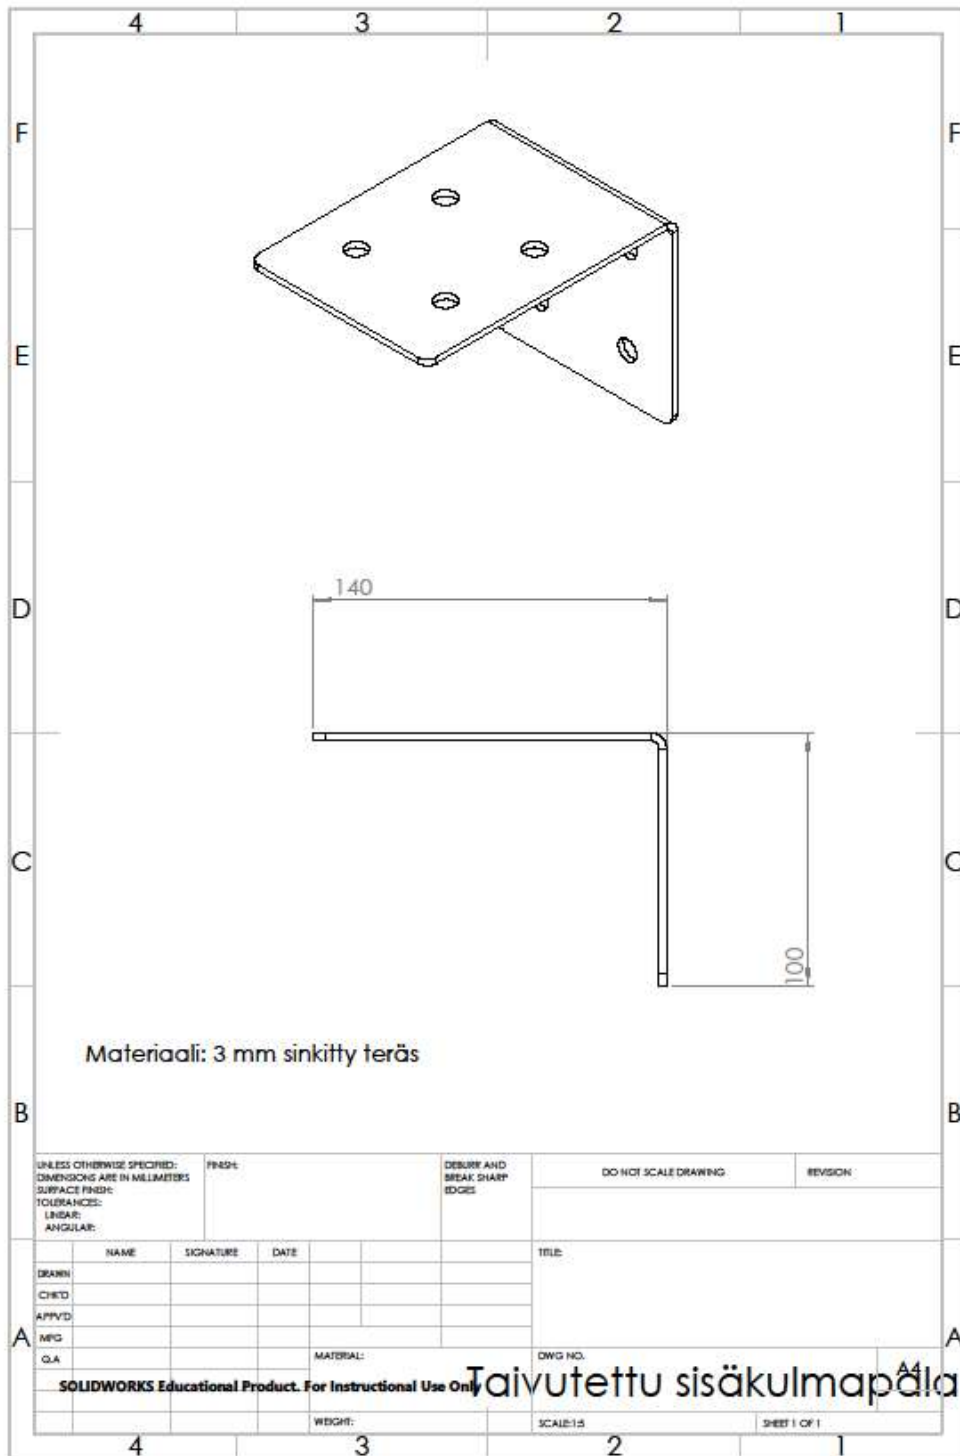 4 3 2 1
F F
E E
D D
140
C C
100
Materiaali: 3 mm sinkitty teräs
B B
UNLESS OTHERWISE SPECIFIED:
DIMENSIONS ARE IN MILLIMETERS
SURFACE FINISH:
TOLERANCES:
LINEAR:
ANGULAR:
FINISH:
DEBURR AND
BREAK SHARP
EDGES
DO NOT SCALE DRAWING
REVISION
NAME SIGNATURE DATE
TITLE:
DRAWN
CHK'D
APPV'D
MFG
Q.A
A A
MATERIAL:
DWG NO.
A4
Taivutettu sisäkulmapala
SOLIDWORKS Educational Product. For Instructional Use Only
WEIGHT:
SCALE:1:5
SHEET 1 OF 1
4 3 2 1